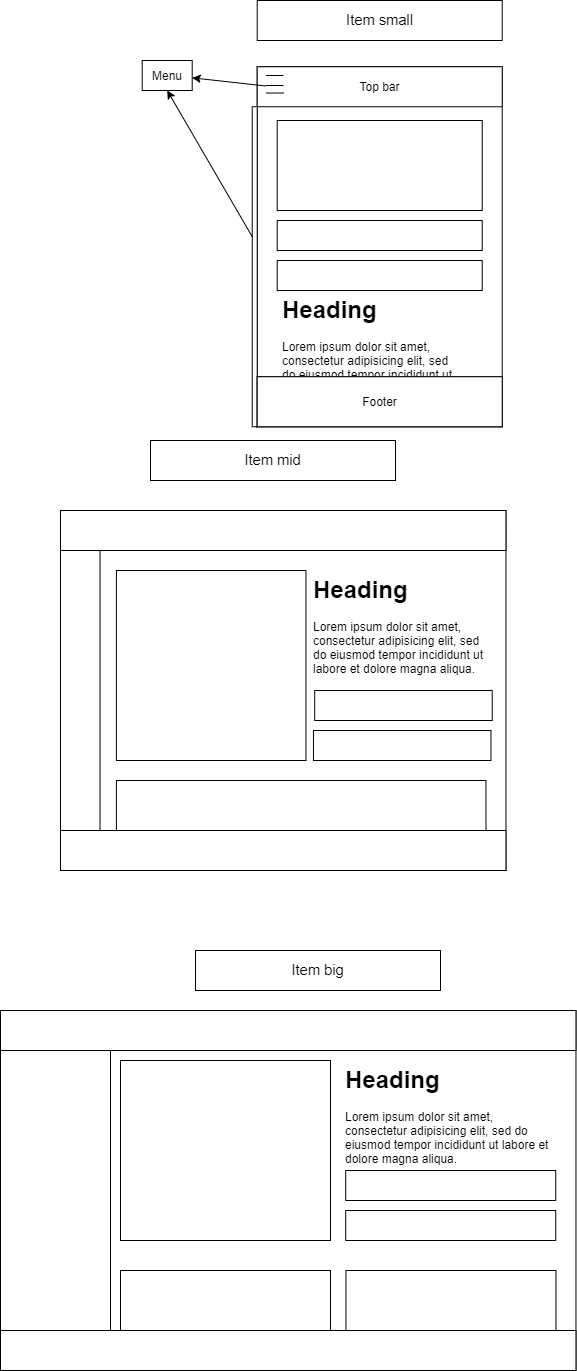 Item small
Menu
Top bar
Heading
Lorem ipsum dolor sit amet,
consectetur adipisicing elit, sed
do eiusmod tempor incididunt ut
Footer
Item mid
Heading
Lorem ipsum dolor sit amet,
consectetur adipisicing elit, sed
do eiusmod tempor incididunt ut
labore et dolore magna aliqua.
Item big
Heading
Lorem ipsum dolor sit amet,
consectetur adipisicing elit, sed do
eiusmod tempor incididunt ut labore et
dolore magna aliqua.